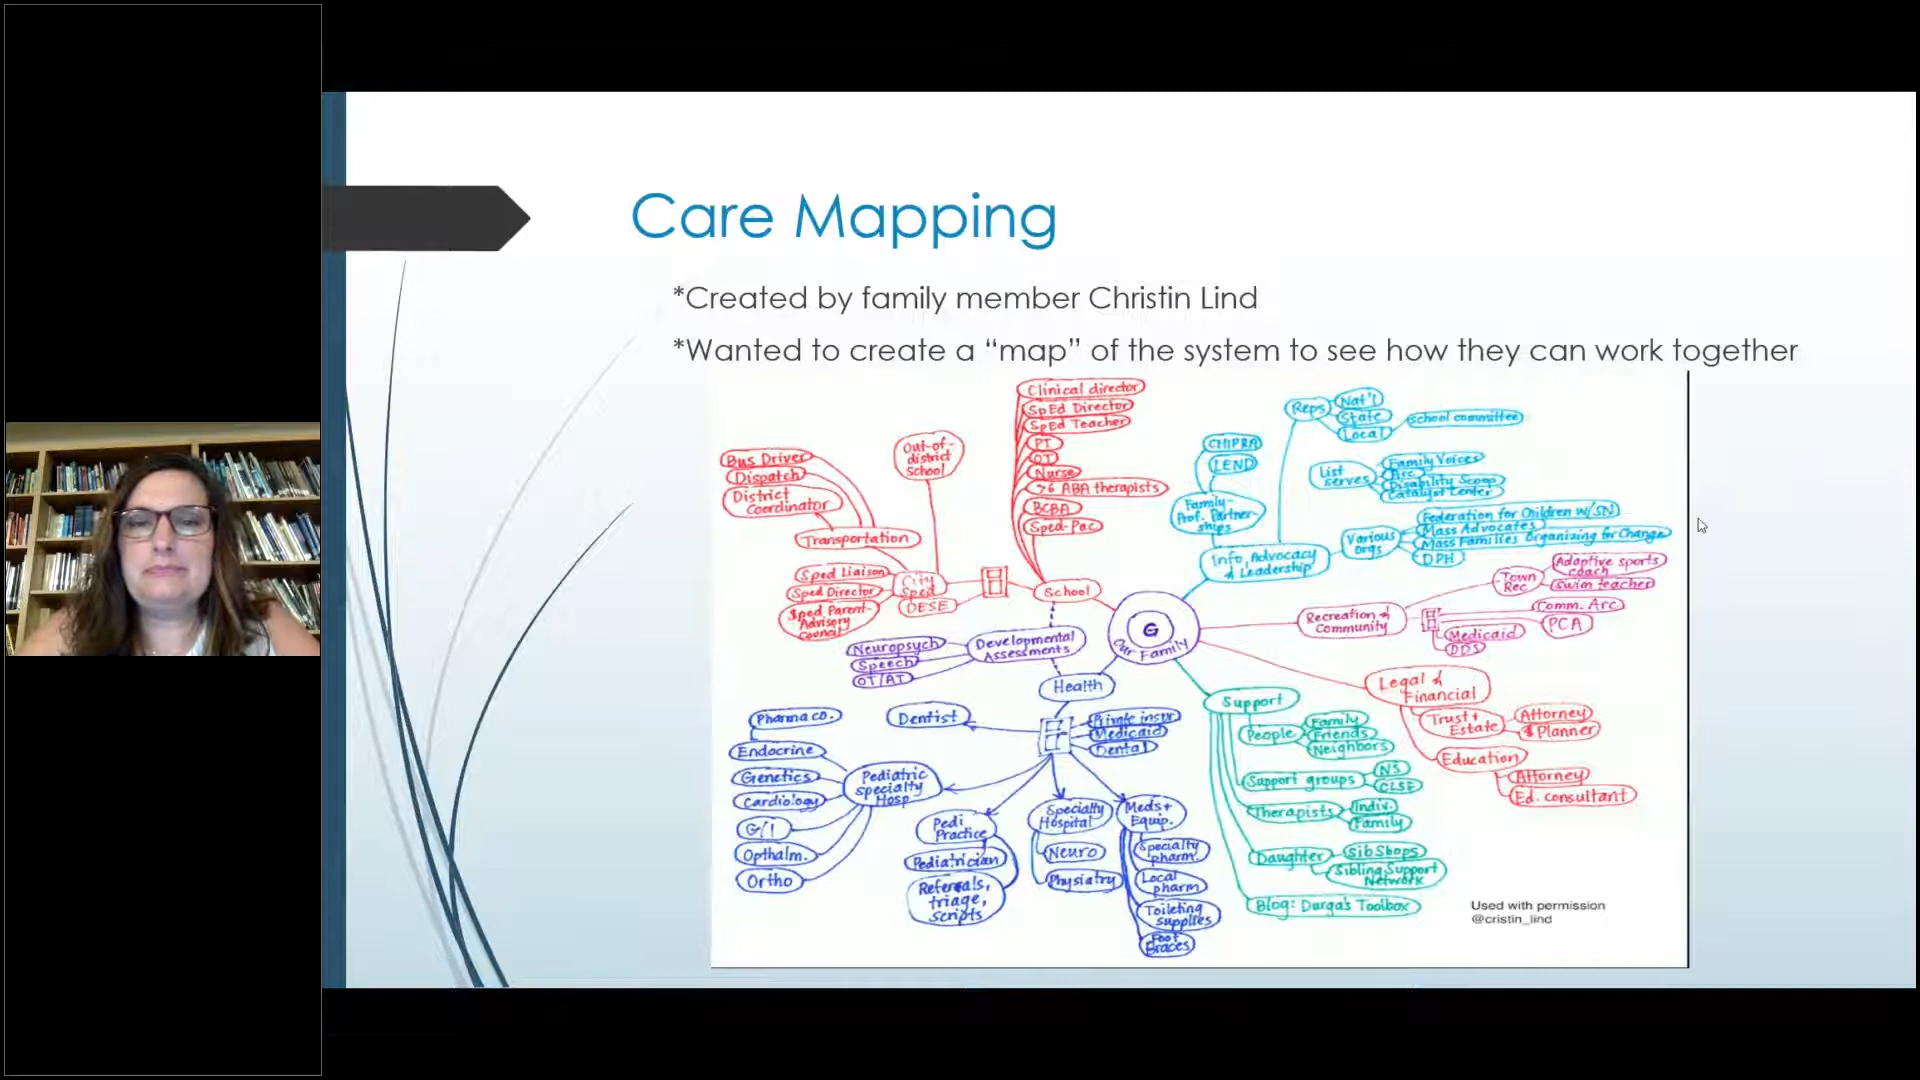 Care Mapping
*Created by family member Christin Lind
*Wanted to create a “map” of the system to see how they can work together
Clinical director
SpEd Director
SpEd Teacher
PT
OT
Nurse
>6 ABA therapists
BCBA
Sped-Pac
Out-of-
district
School
Bus Driver
Dispatch
District
Coordinator
Transportation
Sped Liaison
Sped Director
Sped Parent-
Advisory
Council
City
Sped
DESE
School
Neuropsych
Speech
OT/AT
Developmental
Assessments
G
Our Family
Health
Reps
Nat'l
State
Local
School committee
CHIPRA
LEND
Family-
Prof. Partner-
ships
List
serves
Family Voices
Arc
Disability Scoop
Catalyst Center
Info, Advocacy
& Leadership
Various
orgs
Federation for Children w/SN
Mass Advocates
Mass Families Organizing for Change
DPH
Recreation &
Community
Town
Rec
Adaptive sports
coach
Swim teacher
Comm. Arc
PCA
Medicaid
DDS
Legal &
Financial
Trust +
Estate
Attorney
$ Planner
Education
Attorney
Ed. consultant
Support
People
Family
Friends
Neighbors
Support groups
NS
CLSF
Therapists
Indiv.
Family
Daughter
SibShops
Sibling Support
Network
Blog: Durga's Toolbox
Dentist
Private insur
Medicaid
Dental
Pharma co.
Endocrine
Genetics
Cardiology
G/I
Opthalm.
Ortho
Pediatric
specialty
Hosp
Pedi
Practice
Pediatrician
Referrals,
triage,
scripts
Specialty
Hospital
Neuro
Physiatry
Meds +
Equip.
Specialty
pharm.
Local
pharm
Toileting
supplies
Foot
Braces
Used with permission
@cristin_lind